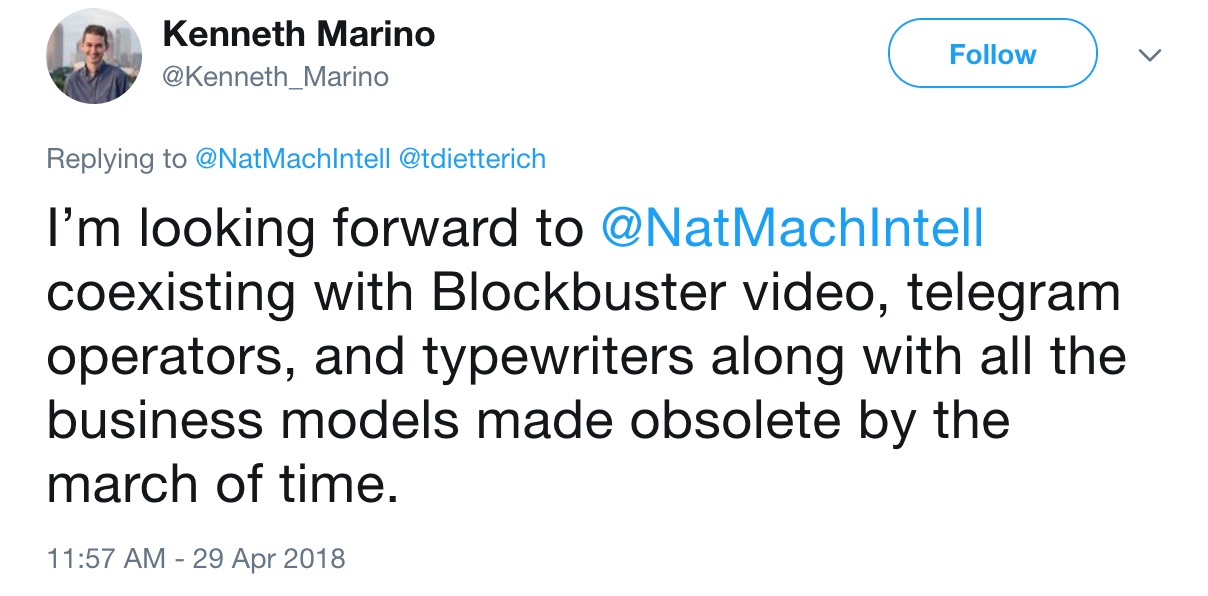 Kenneth Marino
@Kenneth_Marino
Follow
Replying to @NatMachIntell @tdietterich
I’m looking forward to @NatMachIntell
coexisting with Blockbuster video, telegram
operators, and typewriters along with all the
business models made obsolete by the
march of time.
11:57 AM - 29 Apr 2018